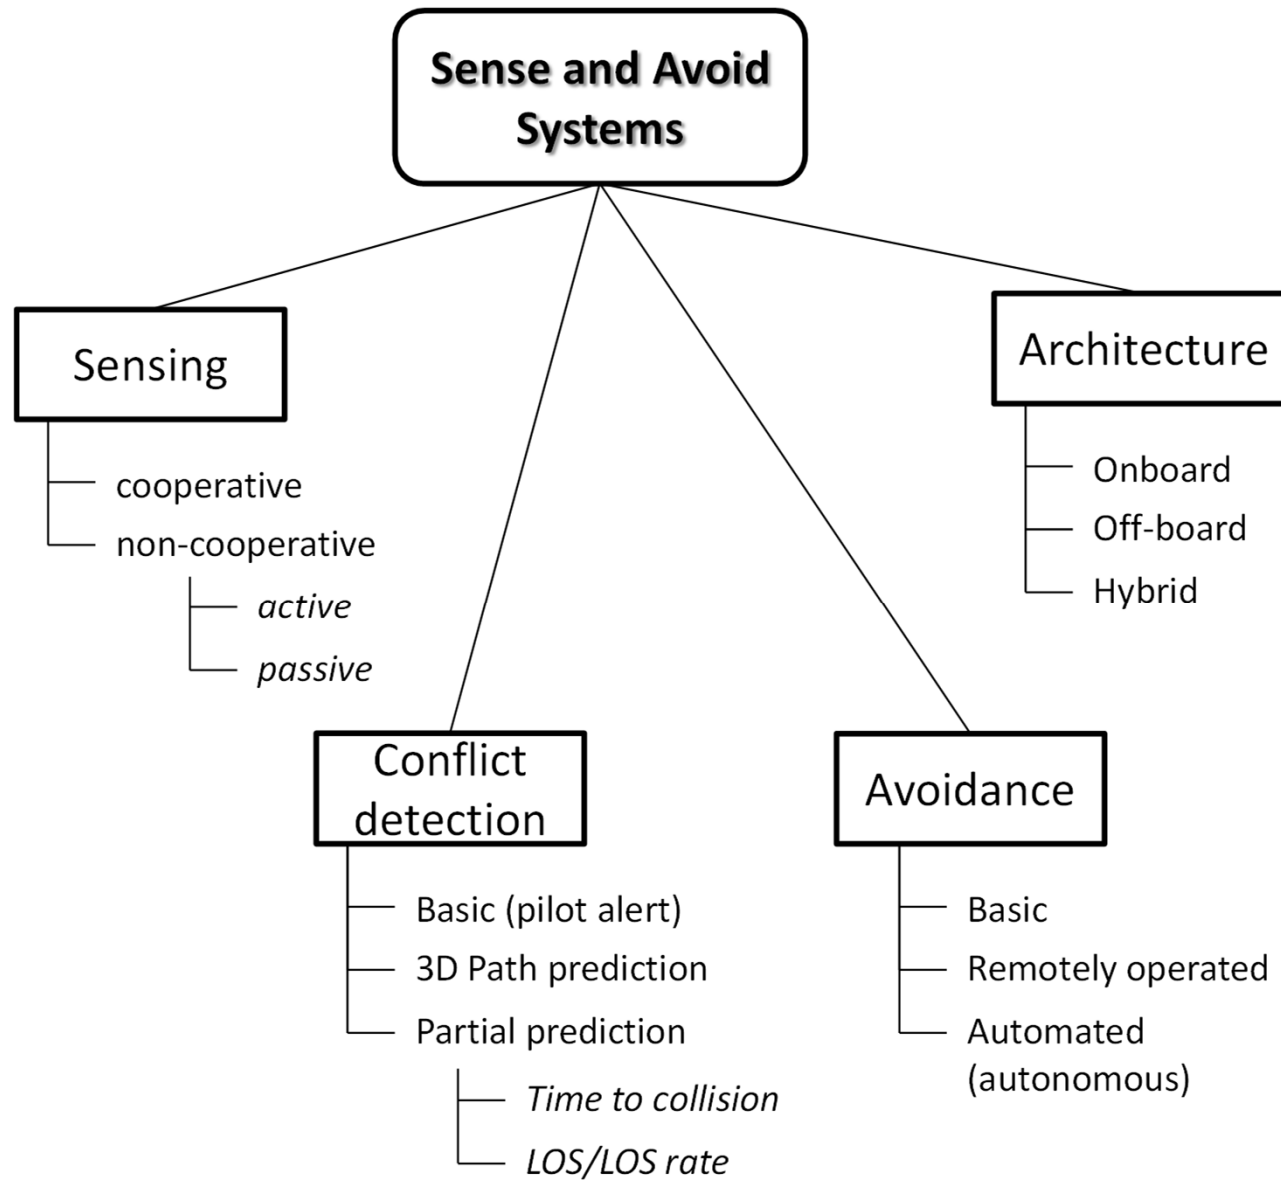 Sense and Avoid
Systems
Sensing
cooperative
non-cooperative
active
passive
Architecture
Onboard
Off-board
Hybrid
Conflict
detection
Basic (pilot alert)
3D Path prediction
Partial prediction
Time to collision
LOS/LOS rate
Avoidance
Basic
Remotely operated
Automated
(autonomous)